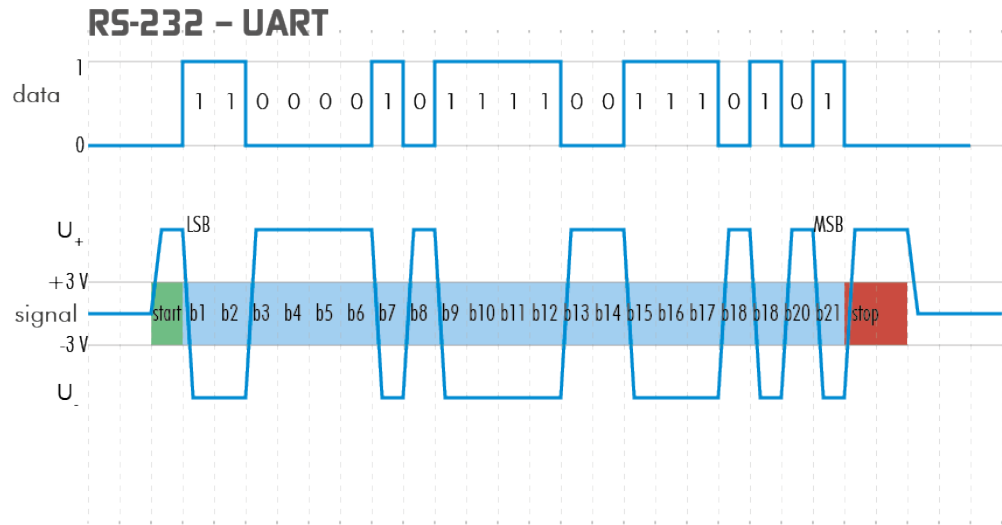 RS-232 – UART
1
data 1 1 0 0 0 0 1 0 1 1 1 1 0 0 1 1 1 0 1 0 1
0
U+ LSB MSB
+3 V
signal start b1 b2 b3 b4 b5 b6 b7 b8 b9 b10 b11 b12 b13 b14 b15 b16 b17 b18 b18 b20 b21 stop
-3 V
U-